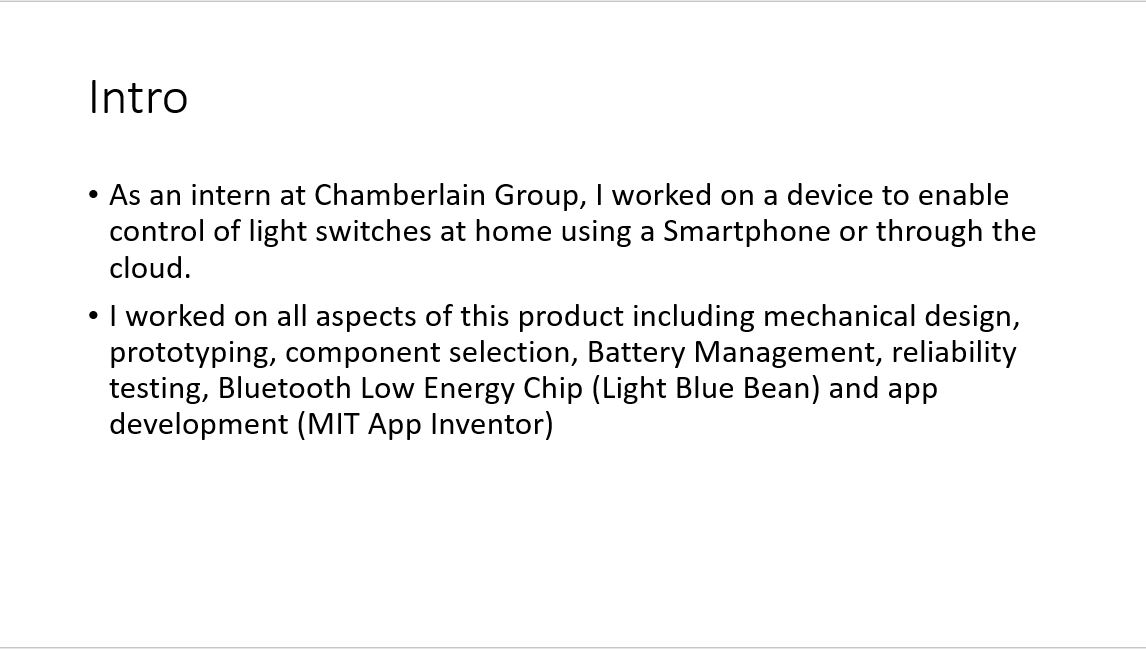 Intro
• As an intern at Chamberlain Group, I worked on a device to enable
control of light switches at home using a Smartphone or through the
cloud.
• I worked on all aspects of this product including mechanical design,
prototyping, component selection, Battery Management, reliability
testing, Bluetooth Low Energy Chip (Light Blue Bean) and app
development (MIT App Inventor)